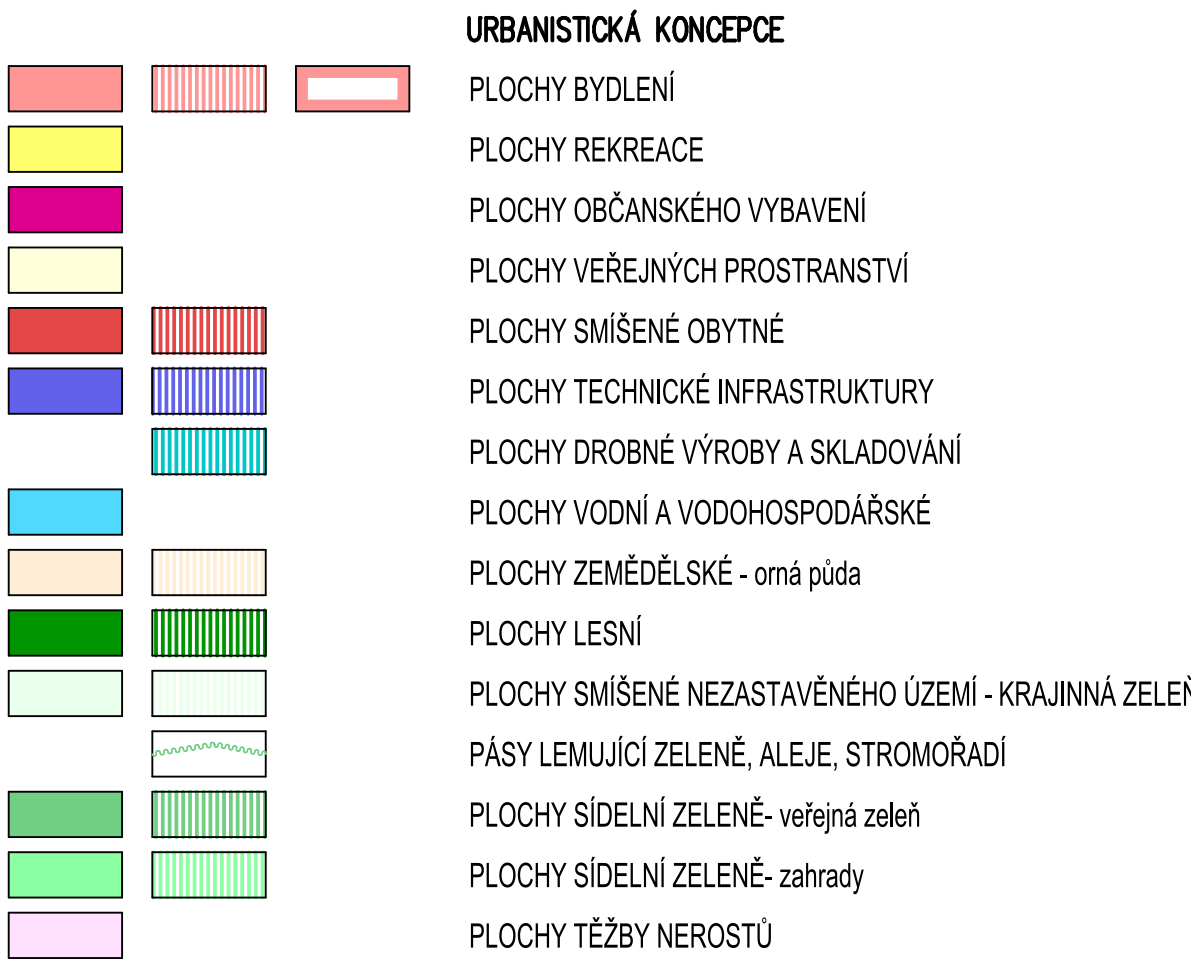 URBANISTICKÁ KONCEPCE
PLOCHY BYDLENÍ
PLOCHY REKREACE
PLOCHY OBČANSKÉHO VYBAVENÍ
PLOCHY VEŘEJNÝCH PROSTRANSTVÍ
PLOCHY SMÍŠENÉ OBYTNÉ
PLOCHY TECHNICKÉ INFRASTRUKTURY
PLOCHY DROBNÉ VÝROBY A SKLADOVÁNÍ
PLOCHY VODNÍ A VODOHOSPODÁŘSKÉ
PLOCHY ZEMĚDĚLSKÉ - orná půda
PLOCHY LESNÍ
PLOCHY SMÍŠENÉ NEZASTAVĚNÉHO ÚZEMÍ - KRAJINNÁ ZELEŇ
PÁSY LEMUJÍCÍ ZELENĚ, ALEJE, STROMOŘADÍ
PLOCHY SÍDELNÍ ZELENĚ- veřejná zeleň
PLOCHY SÍDELNÍ ZELENĚ- zahrady
PLOCHY TĚŽBY NEROSTŮ